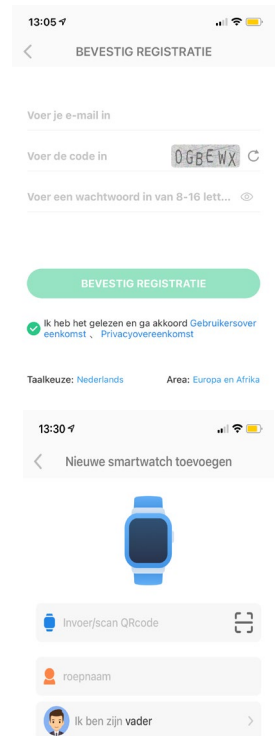 13:05
BEVESTIG REGISTRATIE
Voer je e-mail in
Voer de code in OGBEWX
Voer een wachtwoord in van 8-16 lett...
BEVESTIG REGISTRATIE
Ik heb het gelezen en ga akkoord Gebruikersover
eenkomst 、 Privacyovereenkomst
Taalkeuze: Nederlands Area: Europa en Afrika
13:30
Nieuwe smartwatch toevoegen
Invoer/scan QRcode
roepnaam
Ik ben zijn vader